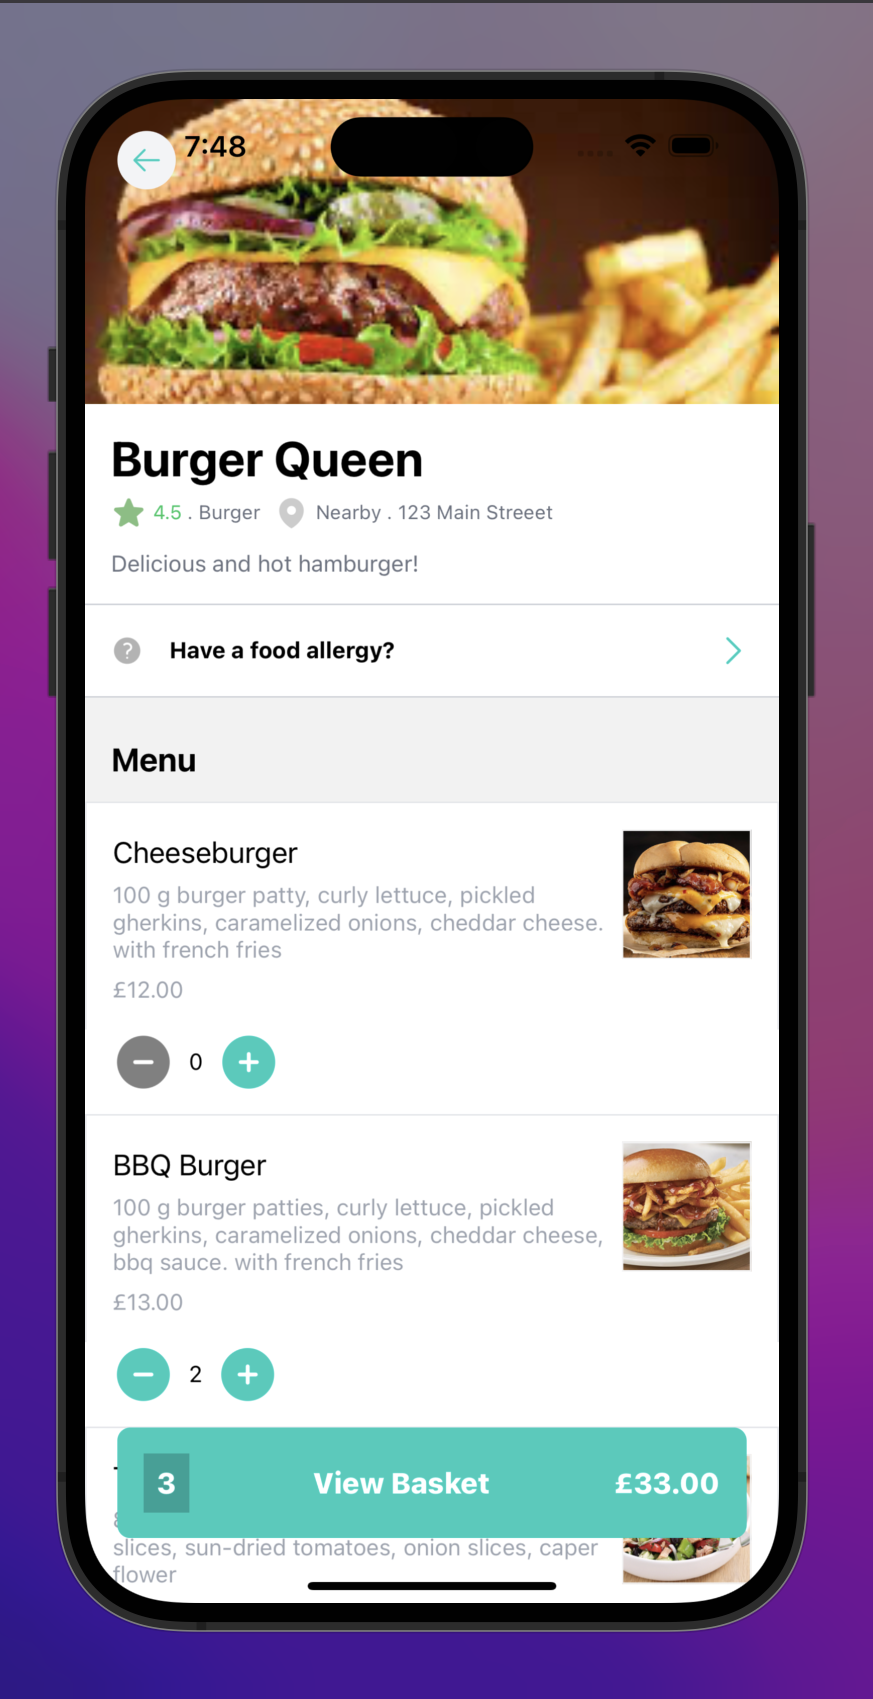 7:48
Burger Queen
4.5 . Burger Nearby . 123 Main Streeet
Delicious and hot hamburger!
? Have a food allergy?
Menu
Cheeseburger
100 g burger patty, curly lettuce, pickled
gherkins, caramelized onions, cheddar cheese.
with french fries
£12.00
0
BBQ Burger
100 g burger patties, curly lettuce, pickled
gherkins, caramelized onions, cheddar cheese,
bbq sauce. with french fries
£13.00
2
3 View Basket £33.00
slices, sun-dried tomatoes, onion slices, caper
flower